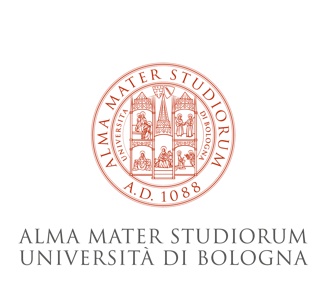 ALMA MATER STUDIORUM
UNIVERSITÀ DI BOLOGNA
A.D. 1088
ALMA MATER STUDIORUM
UNIVERSITÀ DI BOLOGNA